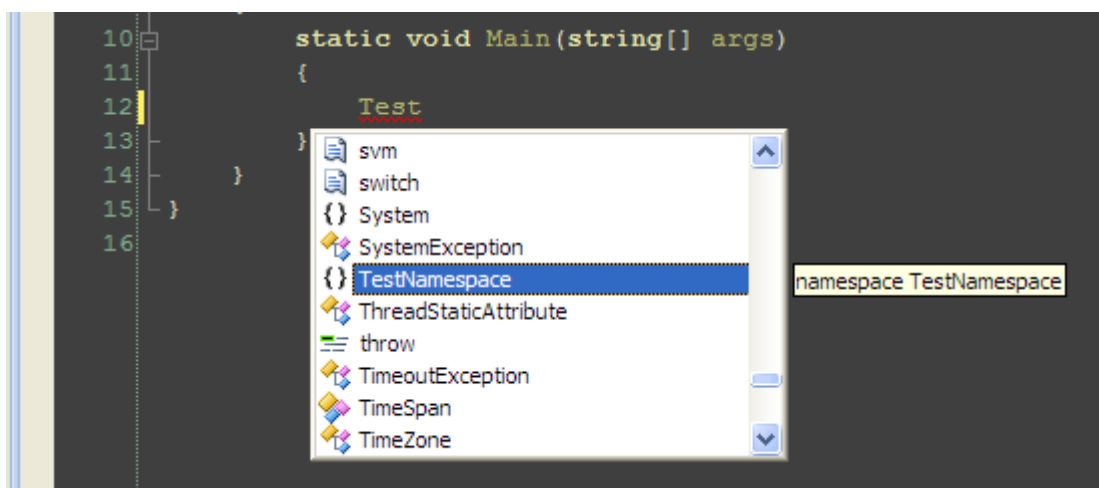 10 static void Main(string[] args)
11 {
12 Test
13 }
14 }
15 }
16
svm
switch
{} System
SystemException
{} TestNamespace
namespace TestNamespace
ThreadStaticAttribute
throw
TimeoutException
TimeSpan
TimeZone